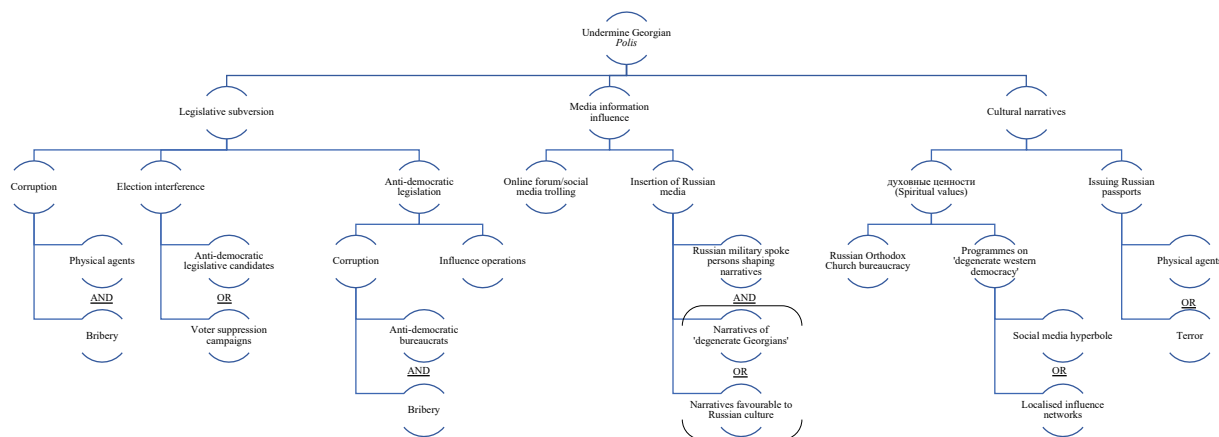 Undermine Georgian
Polis
Legislative subversion
Media information
influence
Cultural narratives
Corruption
Election interference
Anti-democratic
legislation
Online forum/social
media trolling
Insertion of Russian
media
духовные ценности
(Spiritual values)
Issuing Russian
passports
Physical agents
AND
Bribery
Anti-democratic
legislative candidates
OR
Voter suppression
campaigns
Corruption
Influence operations
Anti-democratic
bureaucrats
AND
Bribery
Russian military spoke
persons shaping
narratives
AND
Narratives of
'degenerate Georgians'
OR
Narratives favourable to
Russian culture
Russian Orthodox
Church bureaucracy
Programmes on
'degenerate western
democracy'
Social media hyperbole
OR
Localised influence
networks
Physical agents
OR
Terror